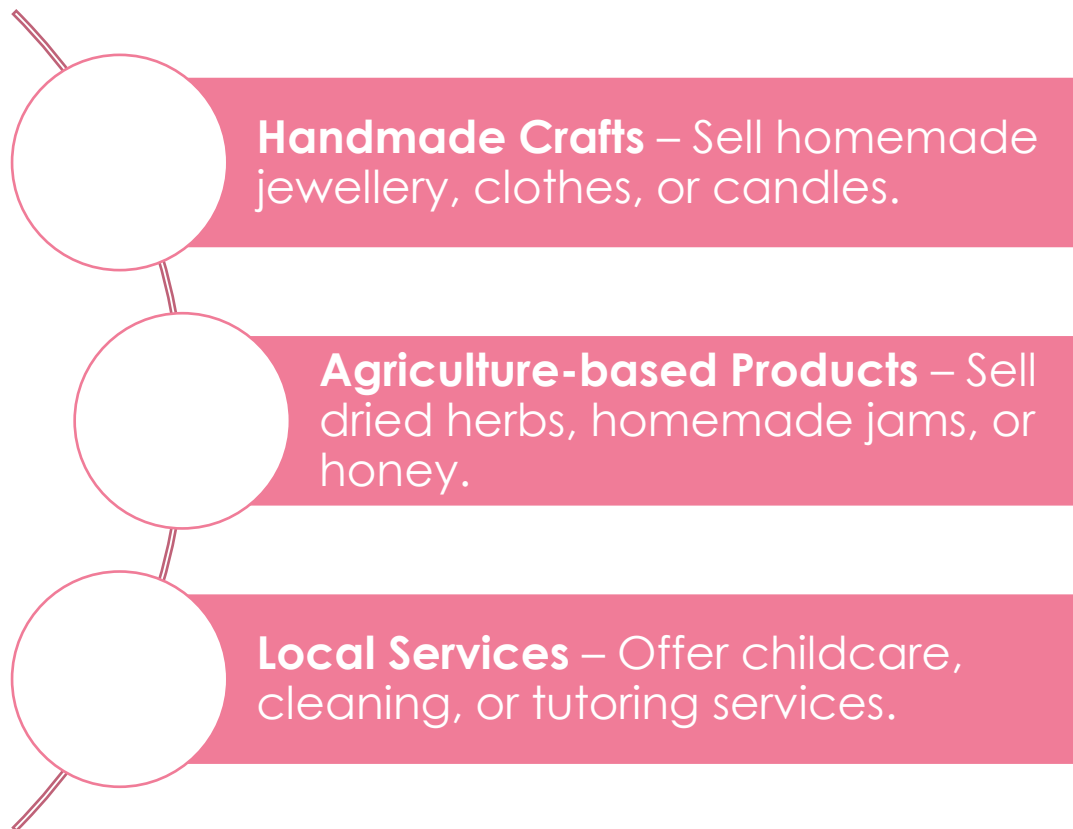 Handmade Crafts – Sell homemade
jewellery, clothes, or candles.
Agriculture-based Products – Sell
dried herbs, homemade jams, or
honey.
Local Services – Offer childcare,
cleaning, or tutoring services.